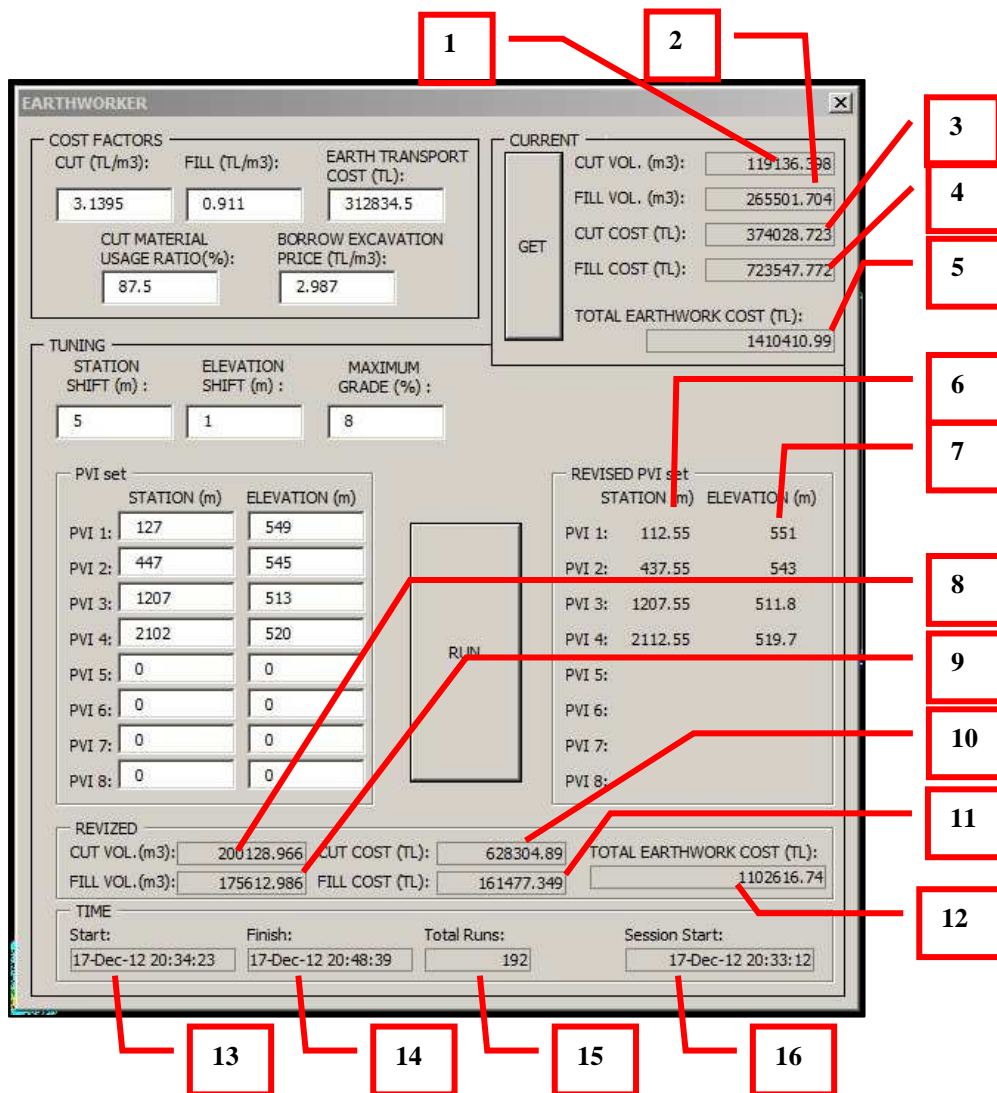 1
2
EARTHWORKER
3
COST FACTORS
CUT (TL/m3):
FILL (TL/m3):
EARTH TRANSPORT
COST (TL):
3.1395
0.911
312834.5
CUT MATERIAL
USAGE RATIO(%):
BORROW EXCAVATION
PRICE (TL/m3):
87.5
2.987
CURRENT
GET
CUT VOL. (m3):
119136.398
FILL VOL. (m3):
265501.704
CUT COST (TL):
374028.723
FILL COST (TL):
723547.772
TOTAL EARTHWORK COST (TL):
1410410.99
4
5
TUNING
STATION
SHIFT (m) :
ELEVATION
SHIFT (m) :
MAXIMUM
GRADE (%) :
5
1
8
6
7
PVI set
STATION (m) ELEVATION (m)
PVI 1: 127 549
PVI 2: 447 545
PVI 3: 1207 513
PVI 4: 2102 520
PVI 5: 0 0
PVI 6: 0 0
PVI 7: 0 0
PVI 8: 0 0
RUN
REVISED PVI set
STATION (m) ELEVATION (m)
PVI 1: 112.55 551
PVI 2: 437.55 543
PVI 3: 1207.55 511.8
PVI 4: 2112.55 519.7
PVI 5:
PVI 6:
PVI 7:
PVI 8:
8
9
10
11
REVIZED
CUT VOL.(m3): 200128.966 CUT COST (TL): 628304.89 TOTAL EARTHWORK COST (TL):
FILL VOL.(m3): 175612.986 FILL COST (TL): 161477.349 1102616.74
12
TIME
Start: Finish: Total Runs: Session Start:
17-Dec-12 20:34:23 17-Dec-12 20:48:39 192 17-Dec-12 20:33:12
13 14 15 16